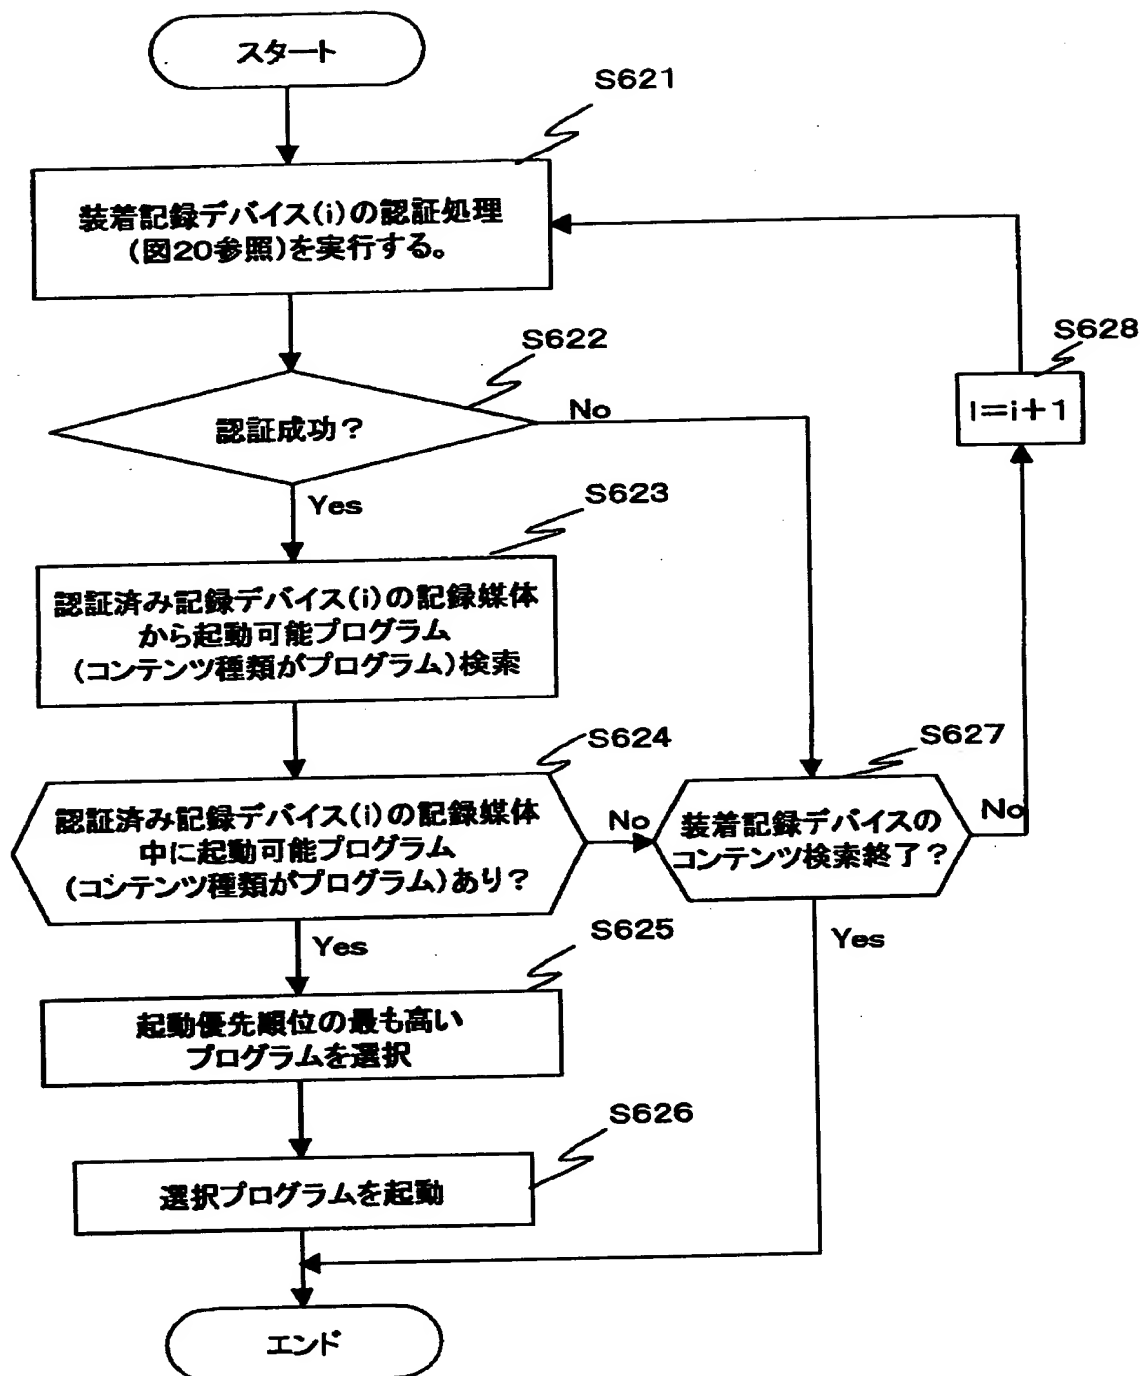 スタート
S621
装着記録デバイス(i)の認証処理
(図20参照)を実行する。
S622
認証成功？
No
Yes
S628
I=i+1
S623
認証済み記録デバイス(i)の記録媒体
から起動可能プログラム
(コンテンツ種類がプログラム)検索
S624
認証済み記録デバイス(i)の記録媒体
中に起動可能プログラム
(コンテンツ種類がプログラム)あり？
No
Yes
S627
装着記録デバイスの
コンテンツ検索終了？
No
Yes
S625
起動優先順位の最も高い
プログラムを選択
S626
選択プログラムを起動
エンド